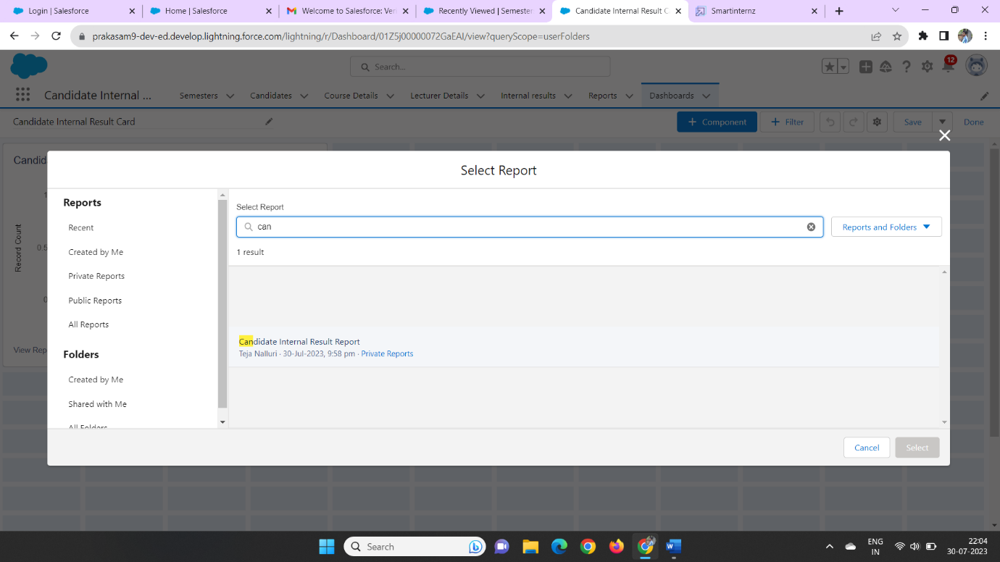 Login | Salesforce
Home | Salesforce
Welcome to Salesforce: Ver
Recently Viewed | Semester
Candidate Internal Result C
Smartinternz
prakasam9-dev-ed.develop.lightning.force.com/lightning/r/Dashboard/01Z5j00000072GaEAI/view?queryScope=userFolders
Search...
12
Candidate Internal ...
Semesters
Candidates
Course Details
Lecturer Details
Internal results
Reports
Dashboards
Candidate Internal Result Card
+ Component
+ Filter
Save
Done
Candid
Record Count
1
0.5
0
View Rep
Select Report
Reports
Recent
Created by Me
Private Reports
Public Reports
All Reports
Folders
Created by Me
Shared with Me
All Folders
Select Report
can
Reports and Folders
1 result
Candidate Internal Result Report
Teja Nalluri · 30-Jul-2023, 9:58 pm · Private Reports
Cancel
Select
Search
ENG
IN
22:04
30-07-2023